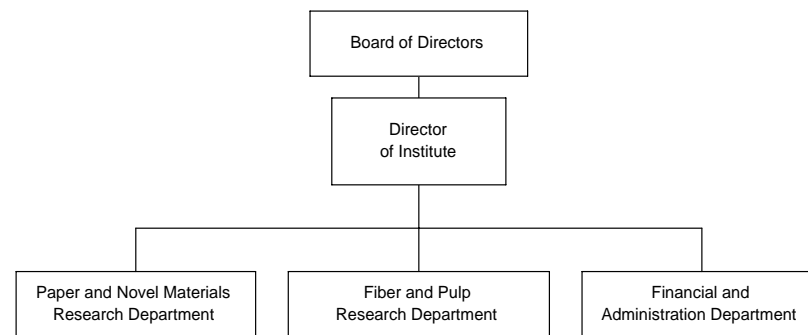 Board of Directors
Director
of Institute
Paper and Novel Materials
Research Department
Fiber and Pulp
Research Department
Financial and
Administration Department